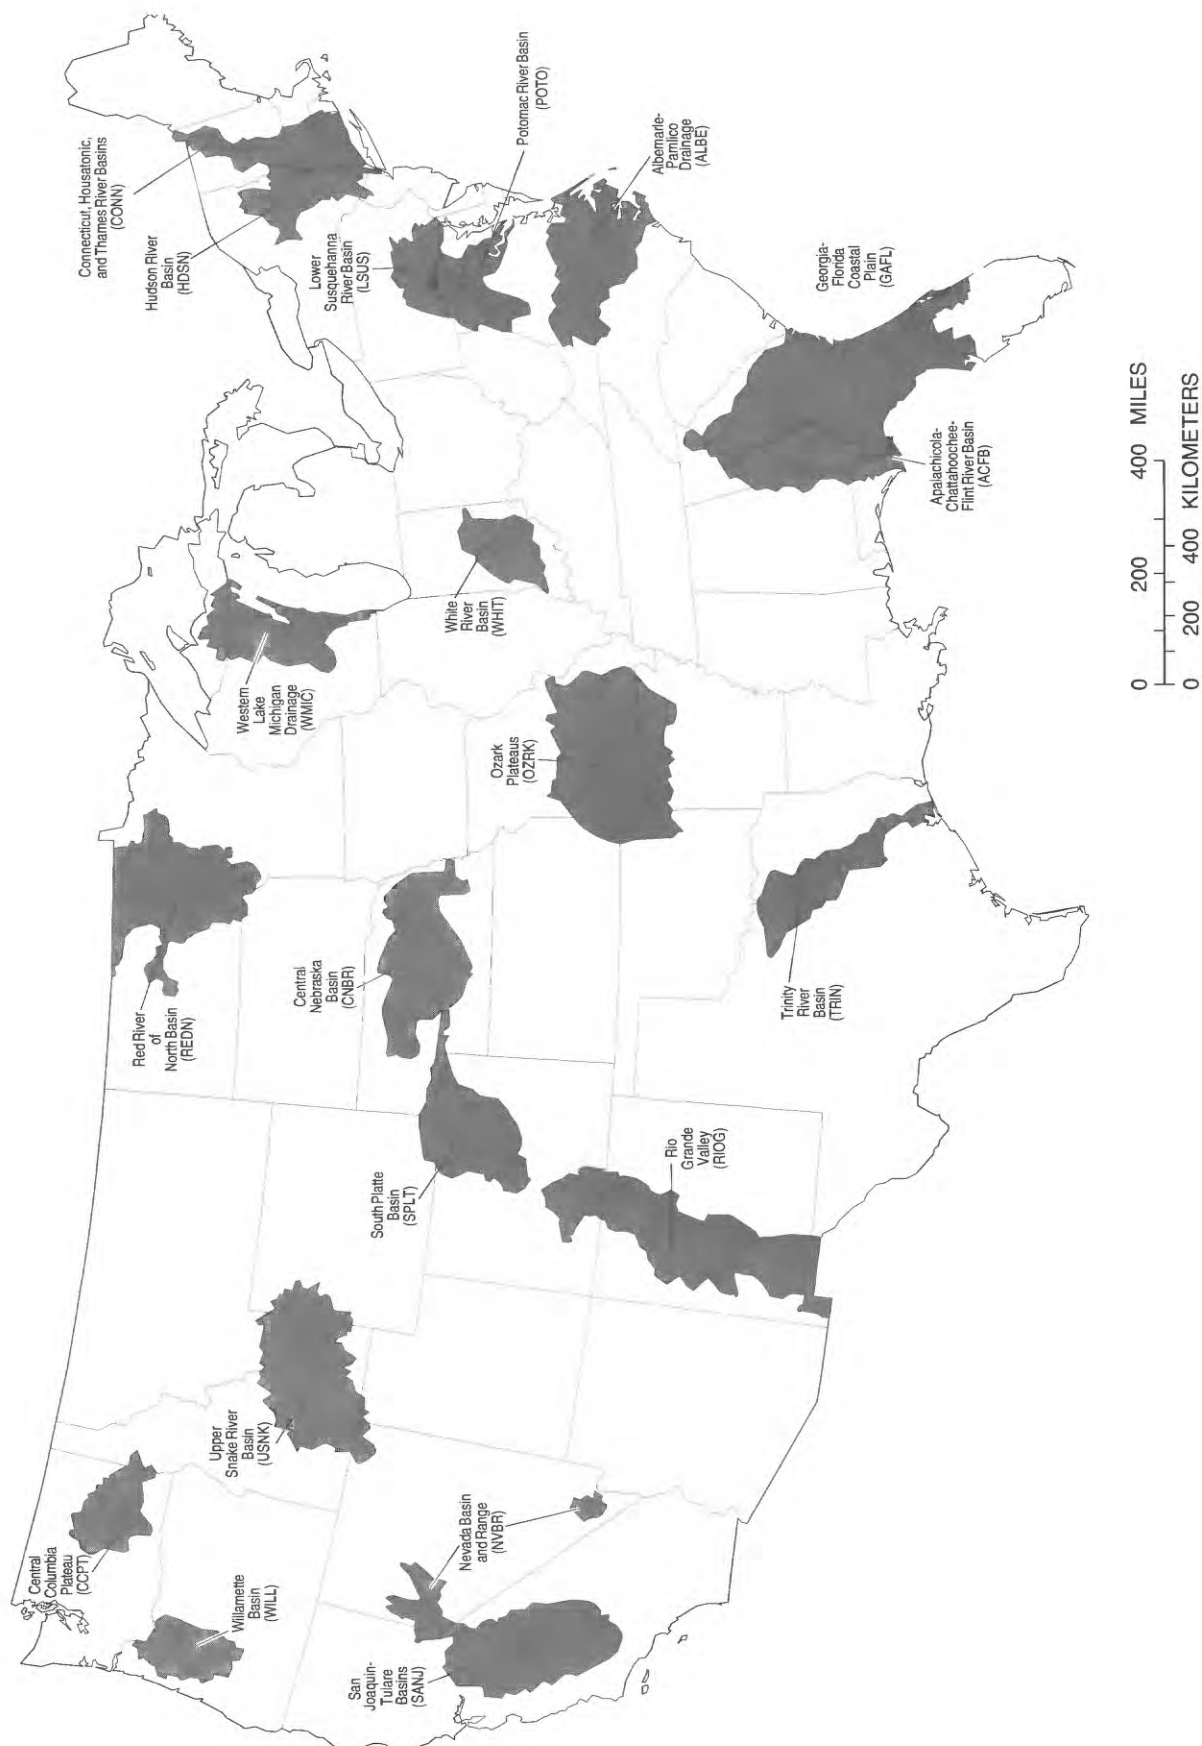 Central
Columbia
Plateau
(CCPT)
Willamette
Basin
(WILL)
San
Joaquin-
Tulare
Basins
(SANJ)
Nevada Basin
and Range
(NVBR)
Upper
Snake River
Basin
(USNK)
South Platte
Basin
(SPLT)
Rio
Grande
Valley
(RIOG)
Red River
of
North Basin
(REDN)
Central
Nebraska
Basin
(CNBR)
Trinity
River
Basin
(TRIN)
Ozark
Plateaus
(OZRK)
Western
Lake
Michigan
Drainage
(WMIC)
White
River
Basin
(WHIT)
Connecticut, Housatonic,
and Thames River Basins
(CONN)
Hudson River
Basin
(HDSN)
Lower
Susquehanna
River Basin
(LSUS)
Potomac River Basin
(POTO)
Albemarle-
Pamlico
Drainage
(ALBE)
Georgia-
Florida
Coastal
Plain
(GAFL)
Apalachicola-
Chattahoochee-
Flint River Basin
(ACFB)
0 200 400 MILES
0 200 400 KILOMETERS